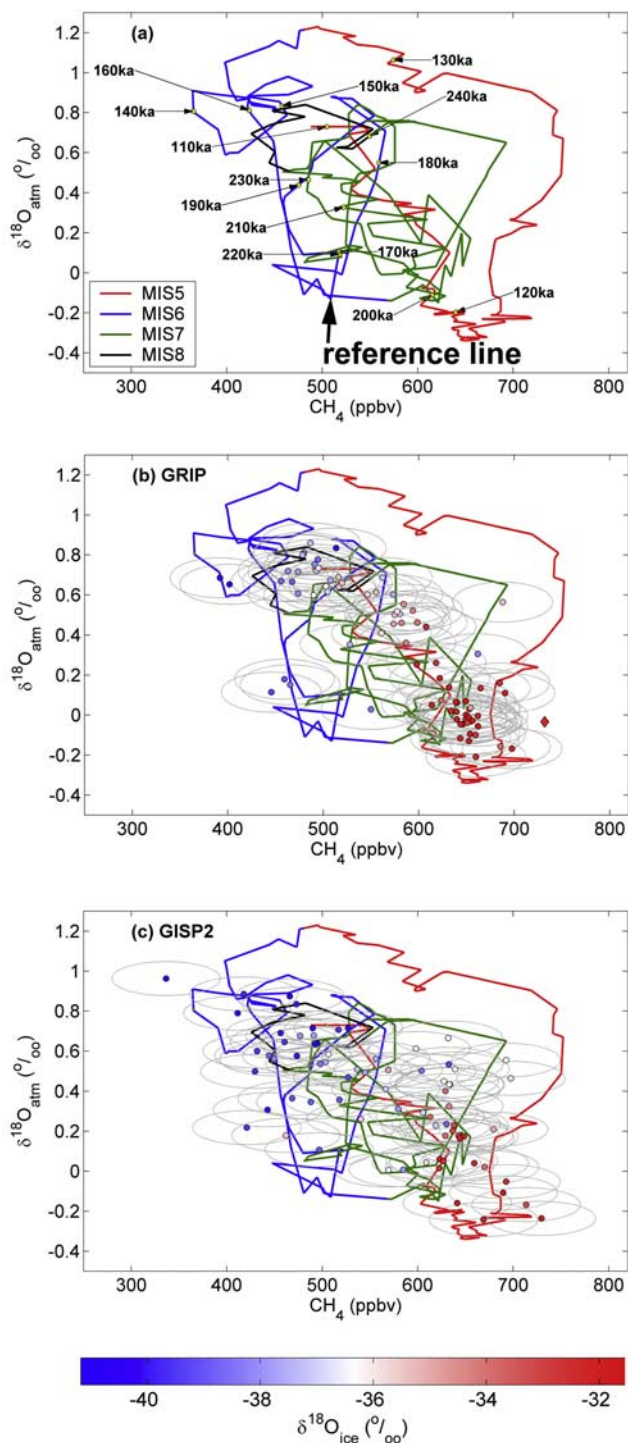 (a)
1.2
1
0.8
0.6
0.4
0.2
0
-0.2
-0.4
δ18Oatm (o/oo)
130ka
160ka
150ka
140ka
240ka
110ka
180ka
230ka
190ka
210ka
220ka
170ka
200ka
120ka
MIS5
MIS6
MIS7
MIS8
reference line
300 400 500 600 700 800
CH4 (ppbv)
(b) GRIP
1.2
1
0.8
0.6
0.4
0.2
0
-0.2
-0.4
δ18Oatm (o/oo)
300 400 500 600 700 800
CH4 (ppbv)
(c) GISP2
1.2
1
0.8
0.6
0.4
0.2
0
-0.2
-0.4
δ18Oatm (o/oo)
300 400 500 600 700 800
CH4 (ppbv)
-40 -38 -36 -34 -32
δ18Oice (o/oo)